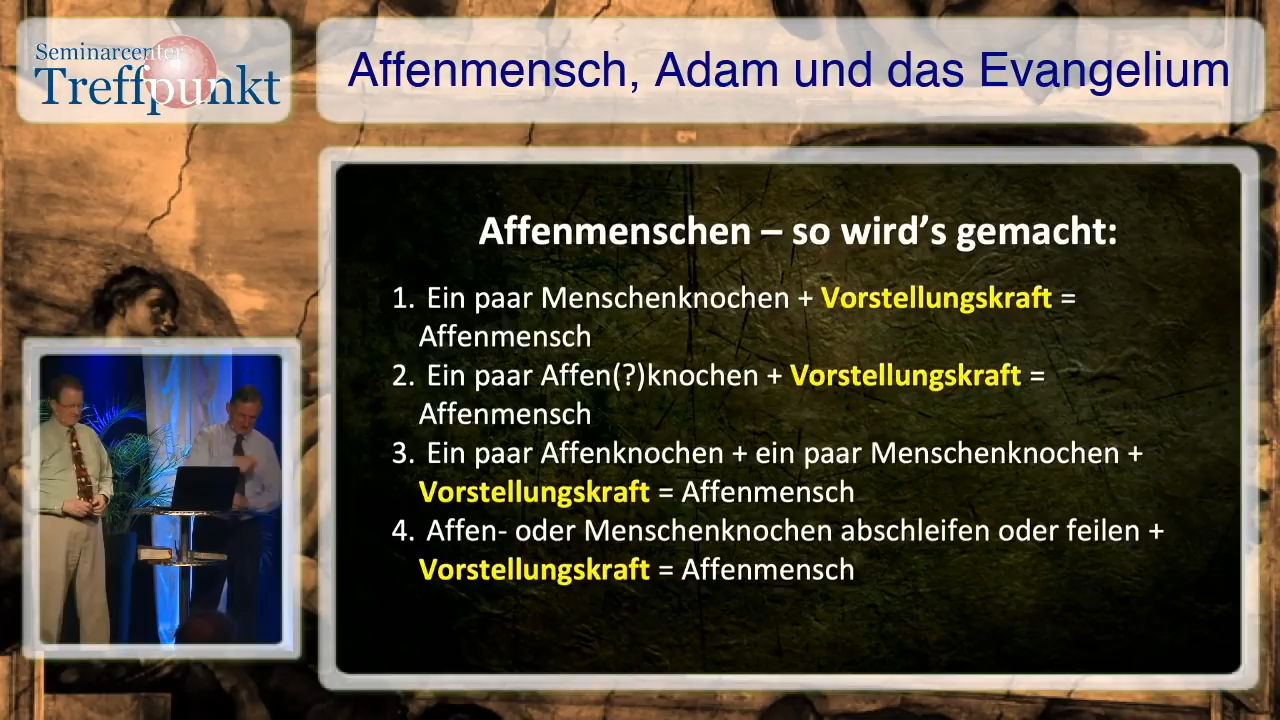 Seminarcenter
Treffpunkt
Affenmensch, Adam und das Evangelium
Affenmenschen – so wird’s gemacht:
1. Ein paar Menschenknochen + Vorstellungskraft =
Affenmensch
2. Ein paar Affen(?)knochen + Vorstellungskraft =
Affenmensch
3. Ein paar Affenknochen + ein paar Menschenknochen +
Vorstellungskraft = Affenmensch
4. Affen- oder Menschenknochen abschleifen oder feilen +
Vorstellungskraft = Affenmensch